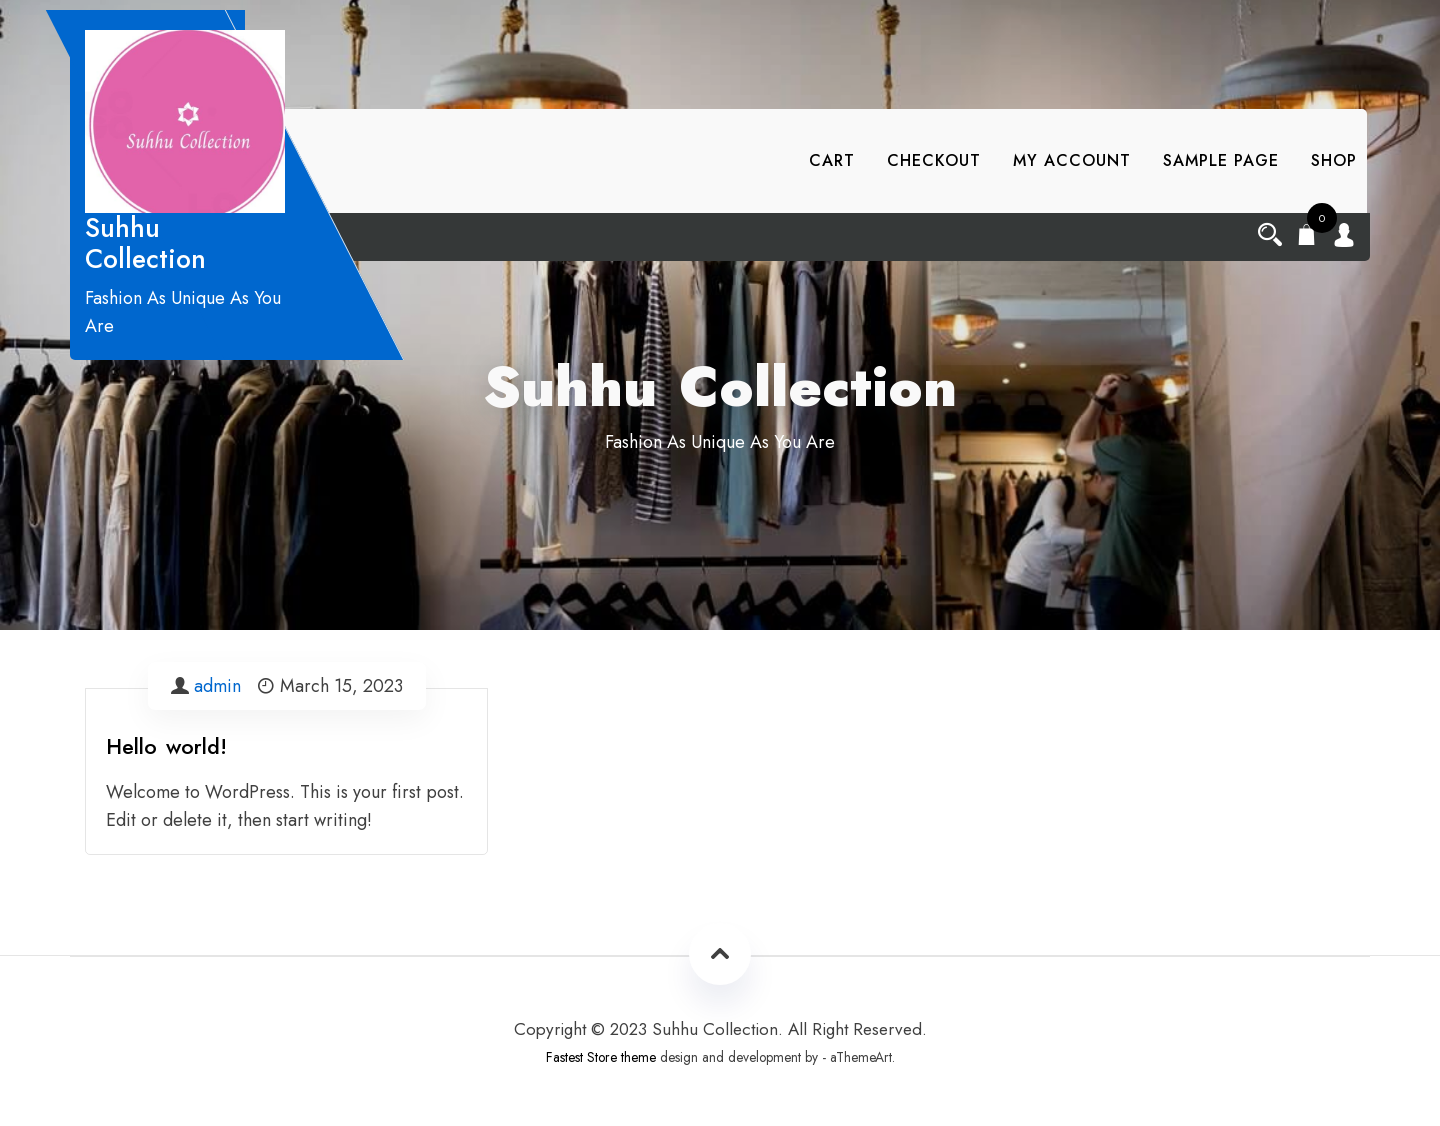 Suhhu Collection
CART CHECKOUT MY ACCOUNT SAMPLE PAGE SHOP
0
Suhhu
Collection
Fashion As Unique As You
Are
Suhhu Collection
Fashion As Unique As You Are
admin March 15, 2023
Hello world!
Welcome to WordPress. This is your first post.
Edit or delete it, then start writing!
Copyright © 2023 Suhhu Collection. All Right Reserved.
Fastest Store theme design and development by - aThemeArt.